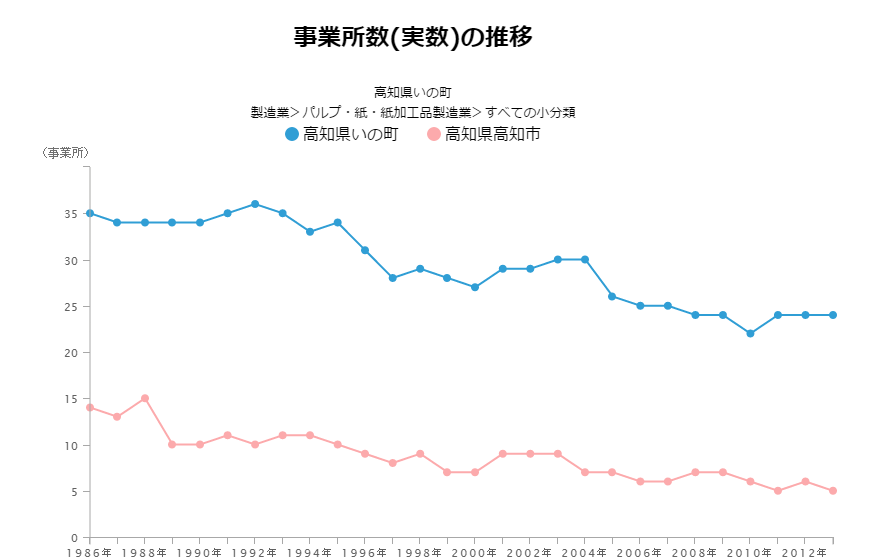 事業所数(実数)の推移
高知県いの町
製造業>パルプ・紙・紙加工品製造業>すべての小分類
高知県いの町 高知県高知市
(事業所)
35
30
25
20
15
10
5
0
1986年 1988年 1990年 1992年 1994年 1996年 1998年 2000年 2002年 2004年 2006年 2008年 2010年 2012年